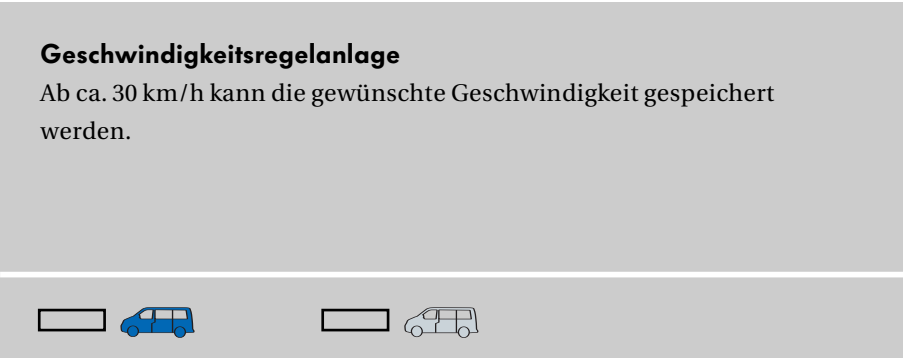 Geschwindigkeitsregelanlage
Ab ca. 30 km/h kann die gewünschte Geschwindigkeit gespeichert
werden.